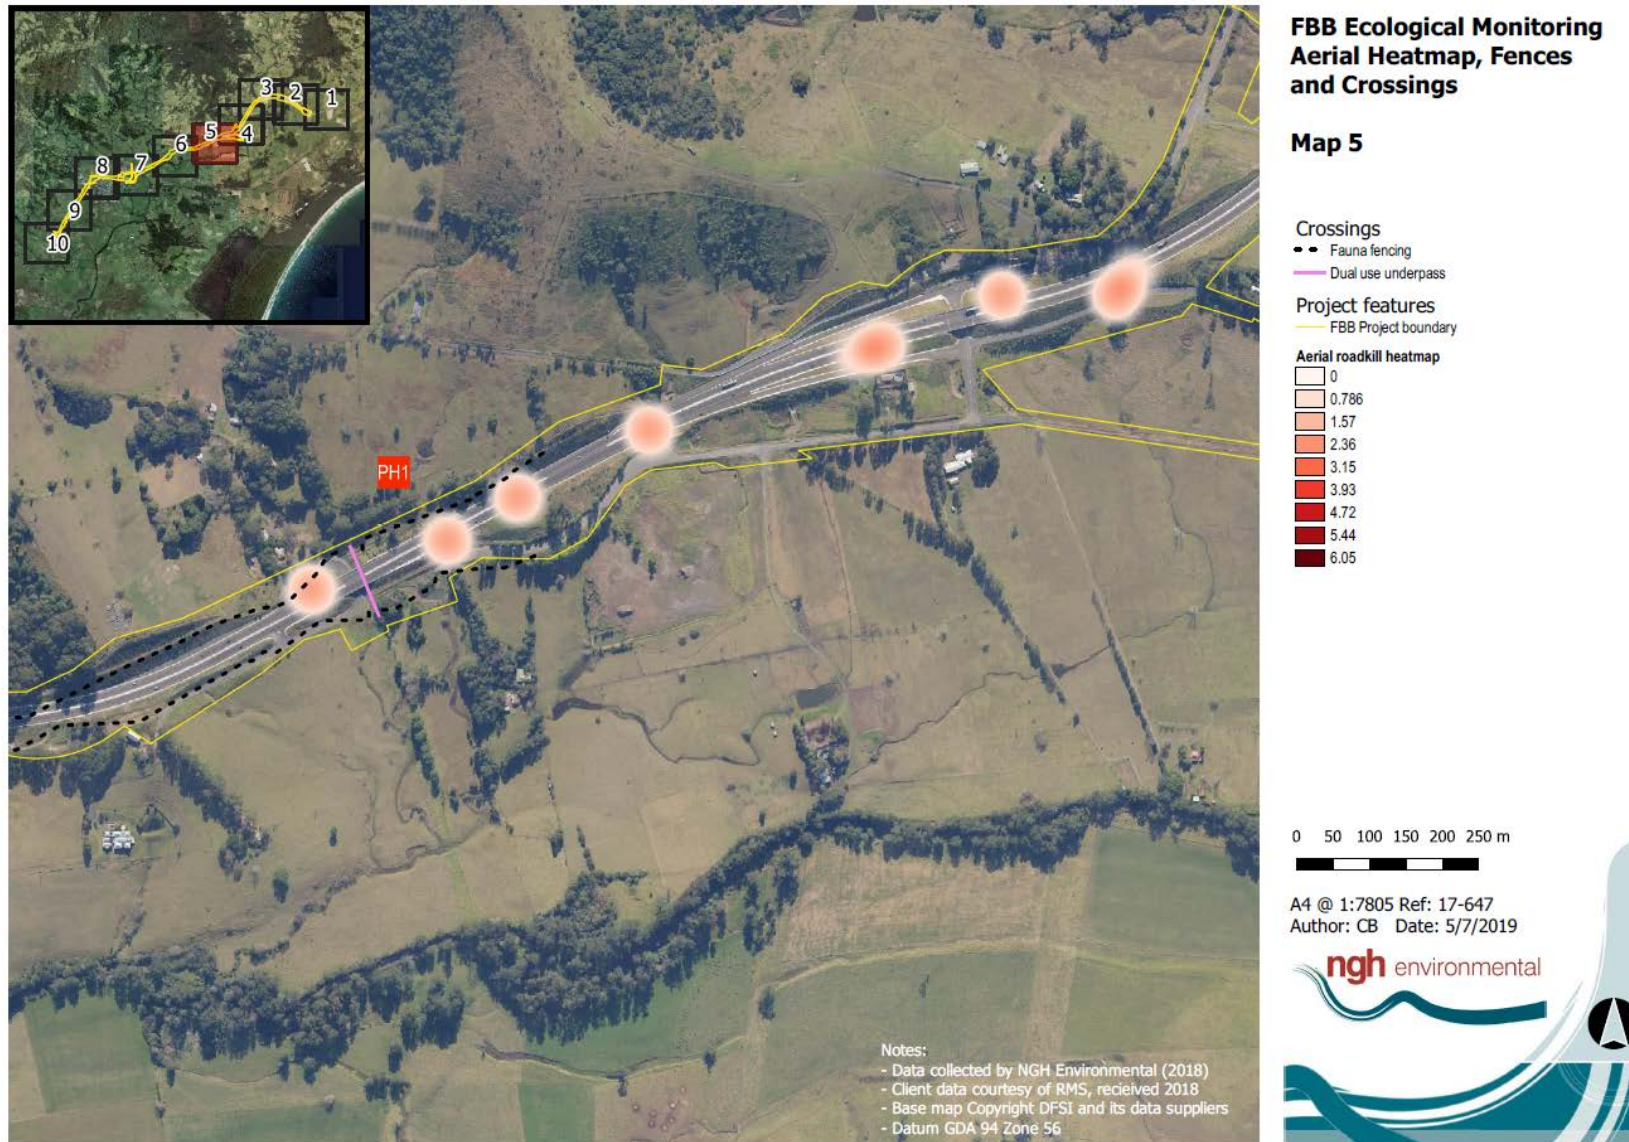 FBB Ecological Monitoring
Aerial Heatmap, Fences
and Crossings
Map 5
1
2
3
4
5
6
7
8
9
10
PH1
Crossings
Fauna fencing
Dual use underpass
Project features
FBB Project boundary
Aerial roadkill heatmap
0
0.786
1.57
2.36
3.15
3.93
4.72
5.44
6.05
0 50 100 150 200 250 m
A4 @ 1:7805 Ref: 17-647
Author: CB Date: 5/7/2019
ngh environmental
Notes:
- Data collected by NGH Environmental (2018)
- Client data courtesy of RMS, recieived 2018
- Base map Copyright DFSI and its data suppliers
- Datum GDA 94 Zone 56